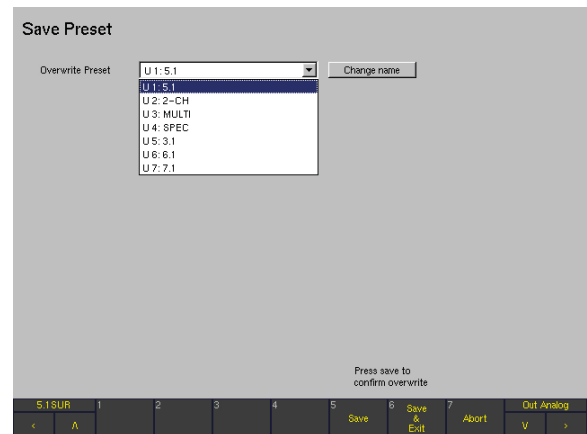 Save Preset
Overwrite Preset
U 1: 5.1
Change name
U 1: 5.1
U 2: 2-CH
U 3: MULTI
U 4: SPEC
U 5: 3.1
U 6: 6.1
U 7: 7.1
Press save to
confirm overwrite
5.1 SUR
1
2
3
4
5
Save
6
Save
&
Exit
7
Abort
Out Analog
< Λ
V >